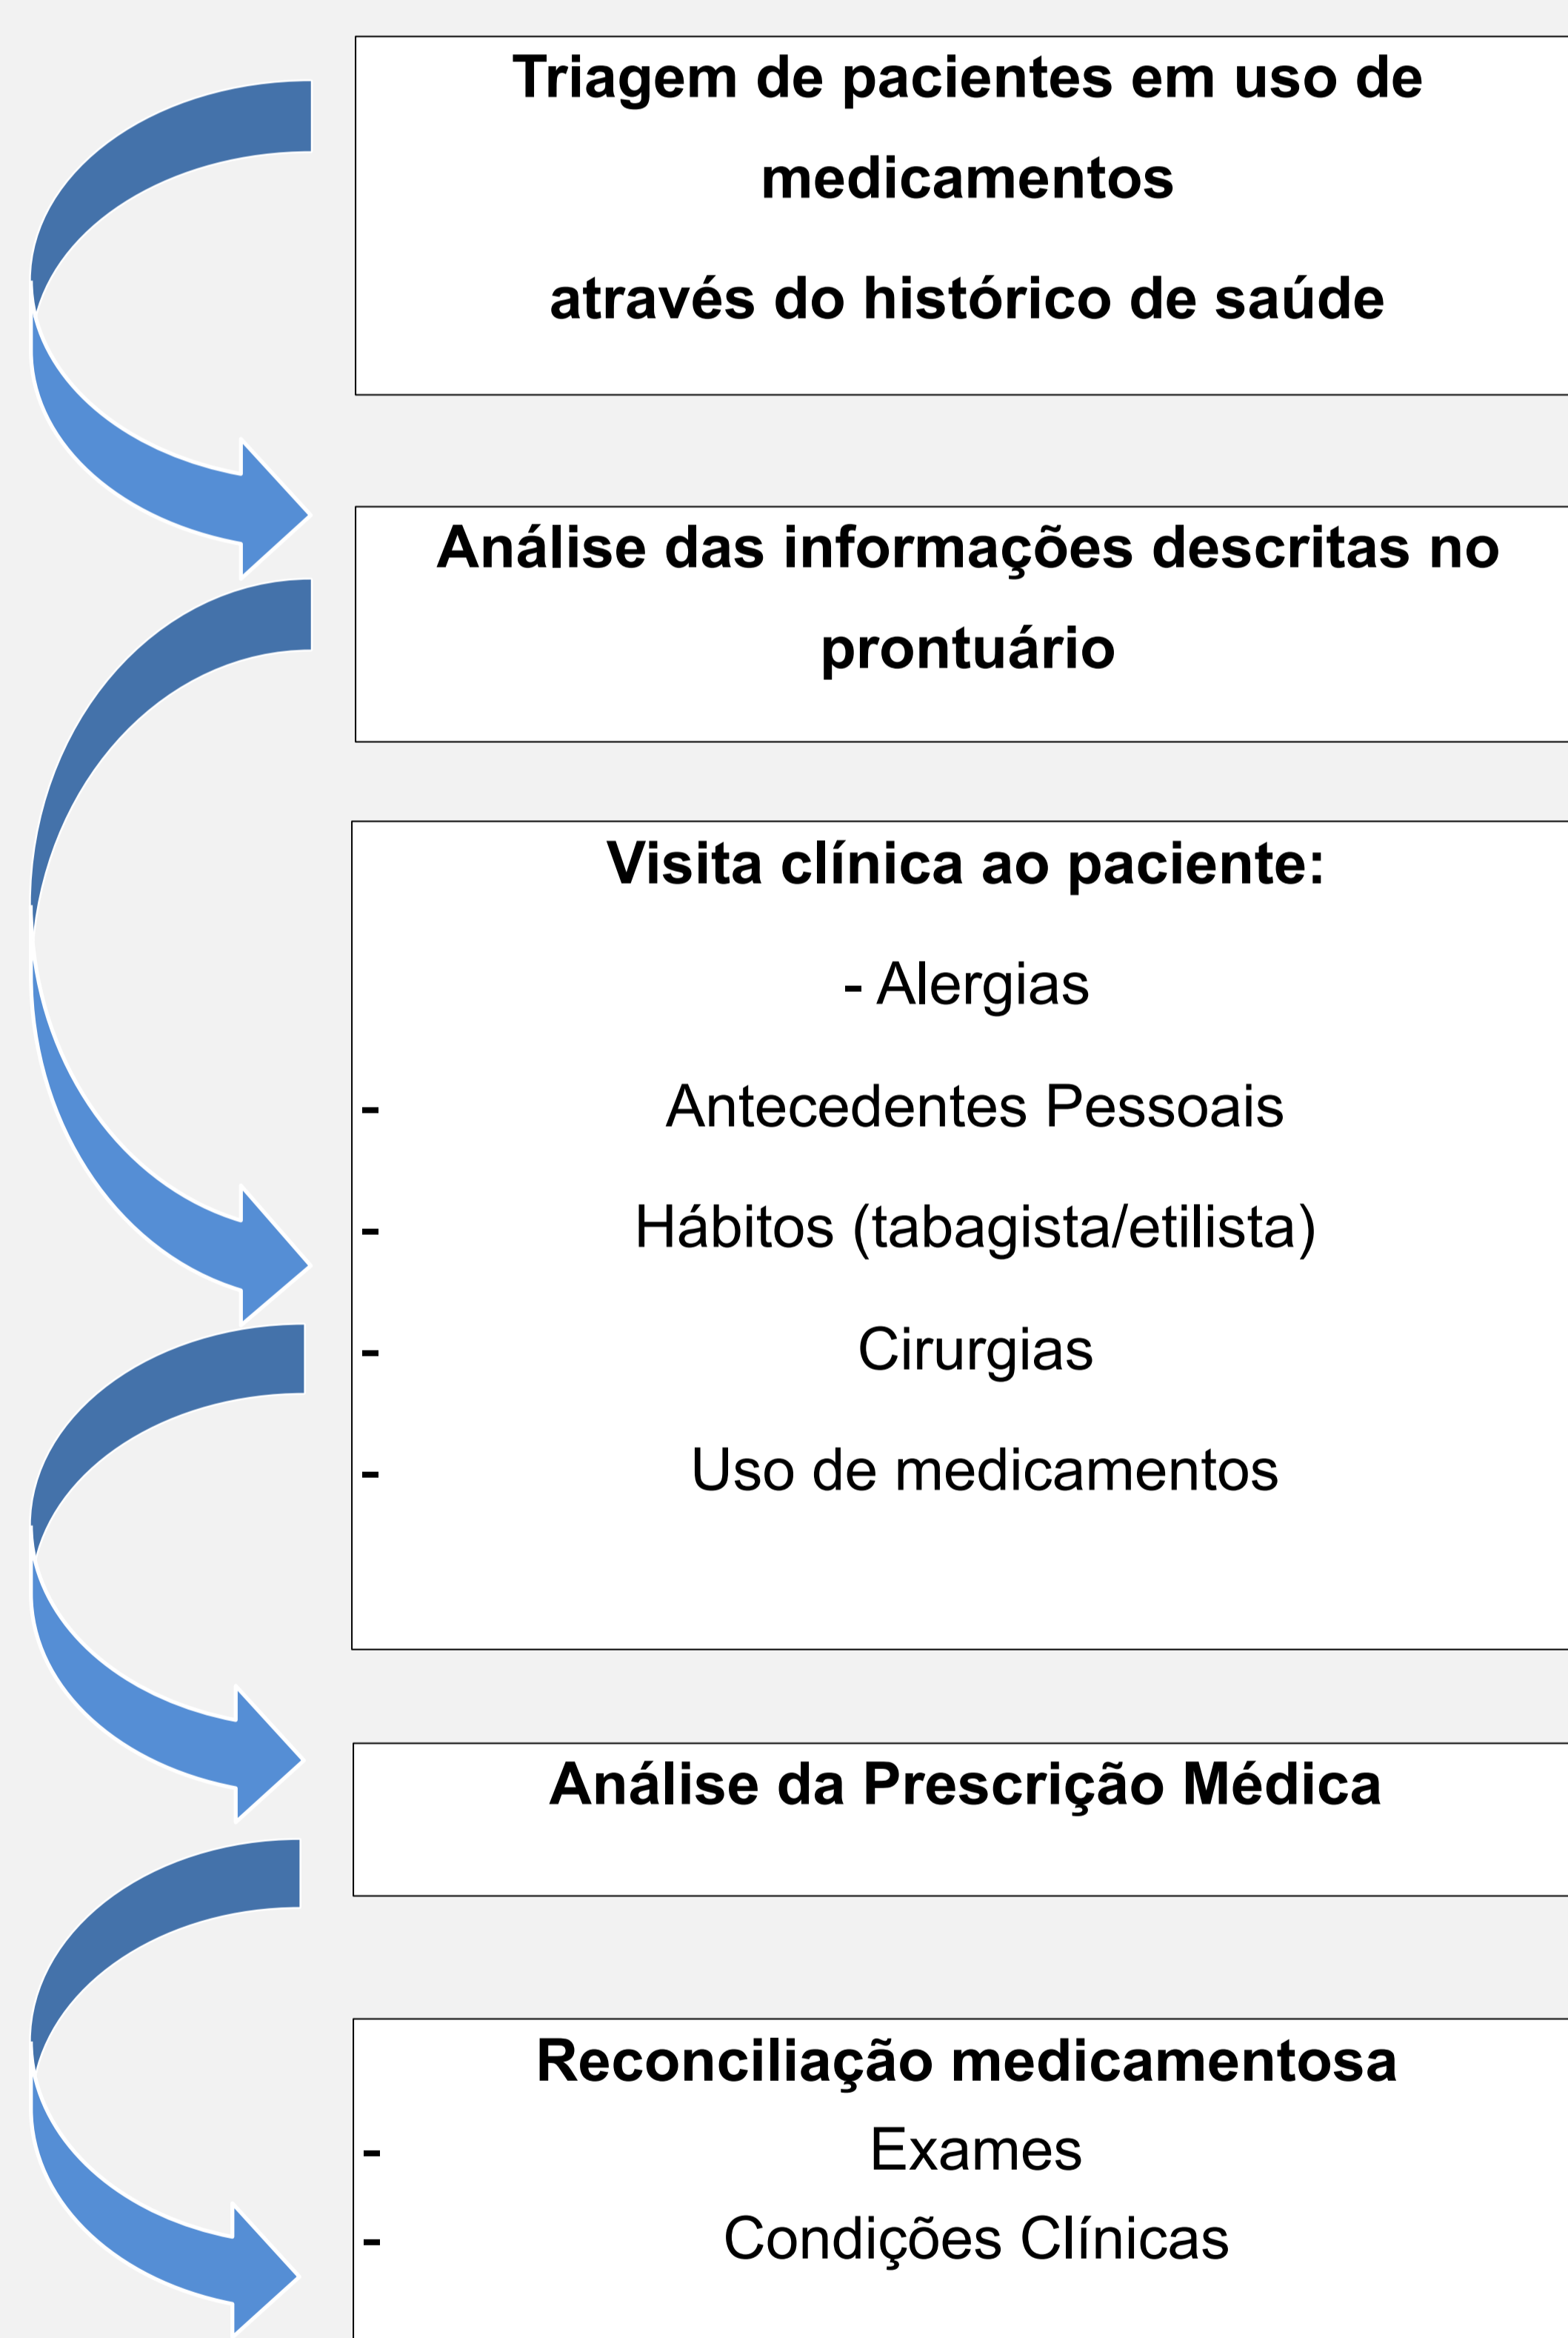 Triagem de pacientes em uso de
medicamentos
através do histórico de saúde
Análise das informações descritas no
prontuário
Visita clínica ao paciente:
- Alergias
- Antecedentes Pessoais
- Hábitos (tabagista/etilista)
- Cirurgias
- Uso de medicamentos
Análise da Prescrição Médica
Reconciliação medicamentosa
- Exames
- Condições Clínicas